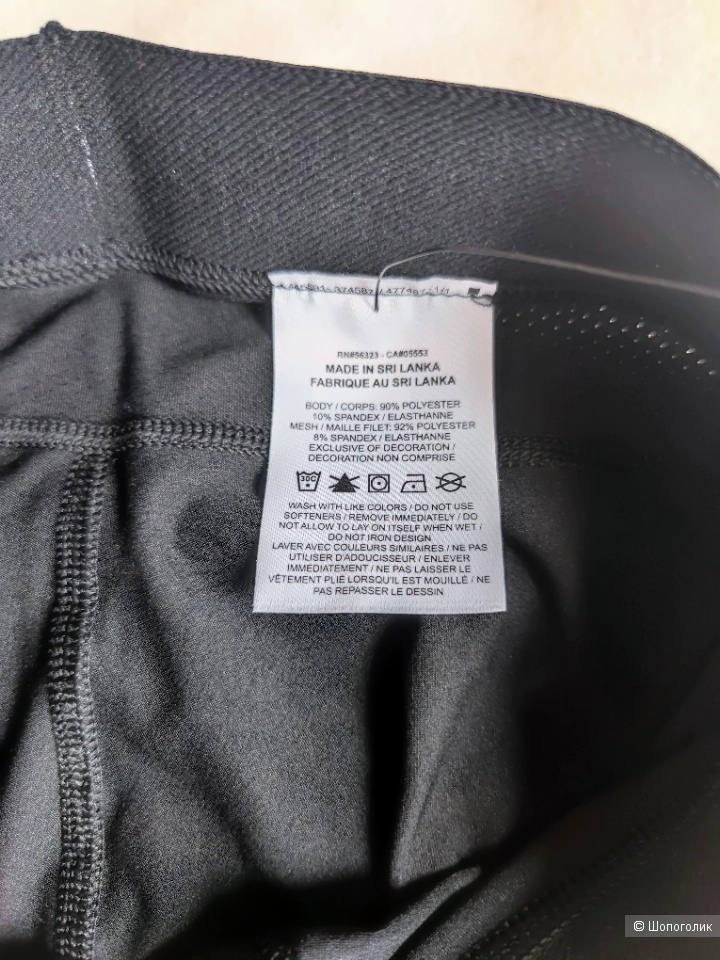 RN#56323 - CA#05553
MADE IN SRI LANKA
FABRIQUE AU SRI LANKA
BODY / CORPS: 90% POLYESTER
10% SPANDEX / ELASTHANNE
MESH / MAILLE FILET: 92% POLYESTER
8% SPANDEX / ELASTHANNE
EXCLUSIVE OF DECORATION /
DECORATION NON COMPRISE
30C
WASH WITH LIKE COLORS / DO NOT USE
SOFTENERS / REMOVE IMMEDIATELY / DO
NOT ALLOW TO LAY ON ITSELF WHEN WET /
DO NOT IRON DESIGN
LAVER AVEC COULEURS SIMILAIRES / NE PAS
UTILISER D'ADOUCISSEUR / ENLEVER
IMMEDIATEMENT / NE PAS LAISSER LE
VÊTEMENT PLIE LORSQU'IL EST MOUILLÉ / NE
PAS REPASSER LE DESSIN
© Шопоголик